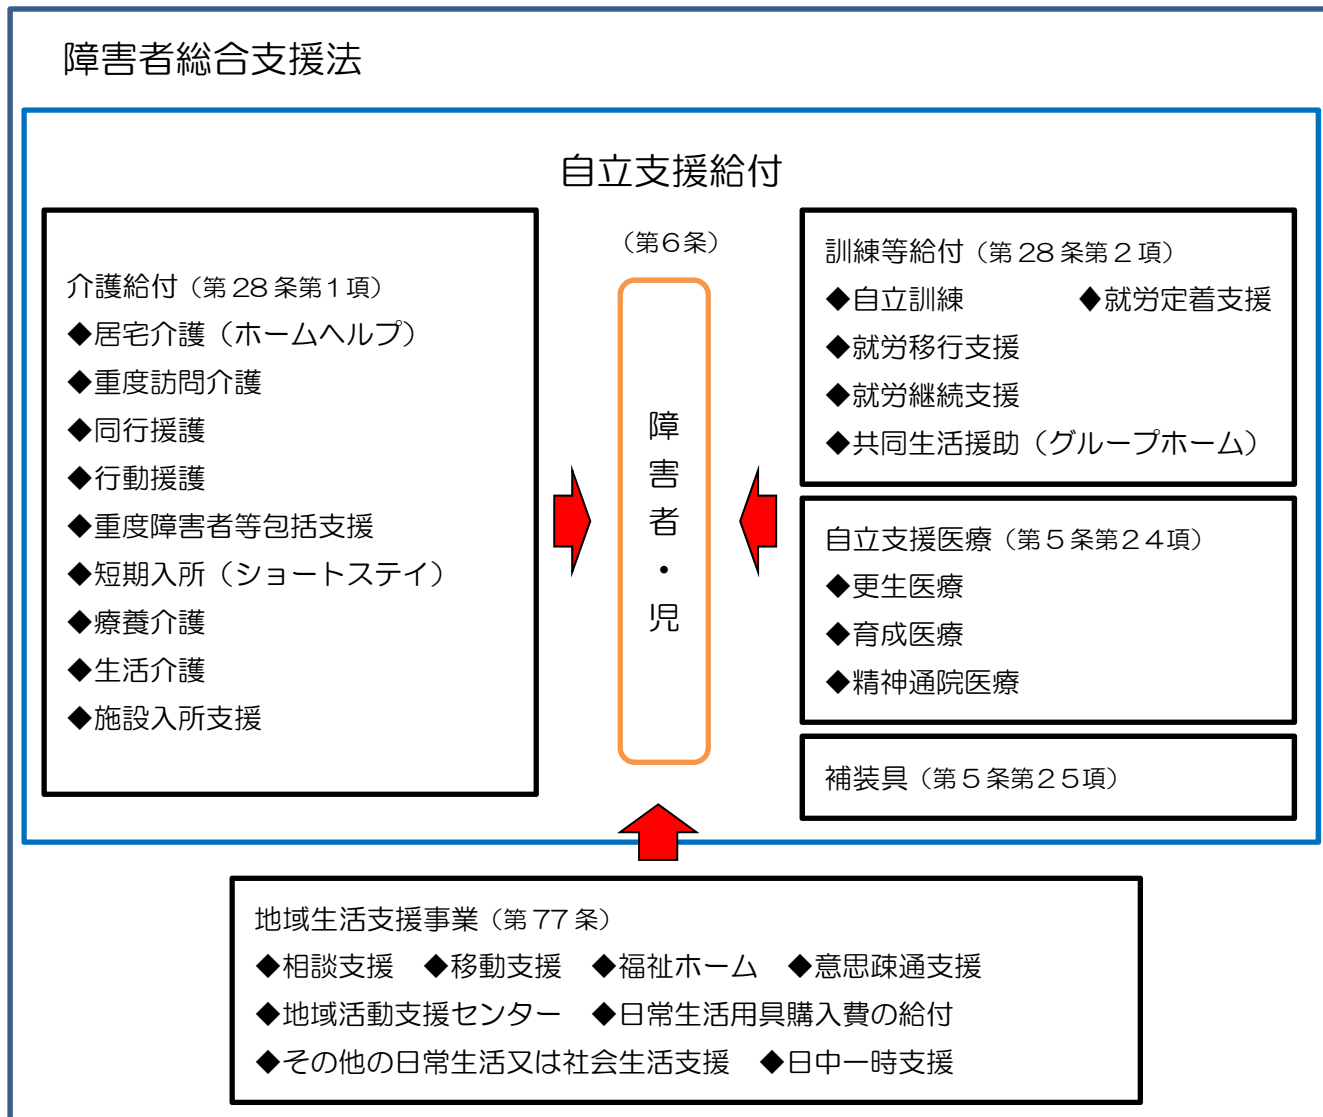 障害者総合支援法
自立支援給付
介護給付（第28条第1項）
◆居宅介護（ホームヘルプ）
◆重度訪問介護
◆同行援護
◆行動援護
◆重度障害者等包括支援
◆短期入所（ショートステイ）
◆療養介護
◆生活介護
◆施設入所支援
（第６条）
障害者・児
訓練等給付（第28条第２項）
◆自立訓練　　　　◆就労定着支援
◆就労移行支援
◆就労継続支援
◆共同生活援助（グループホーム）
自立支援医療（第５条第２４項）
◆更生医療
◆育成医療
◆精神通院医療
補装具（第５条第２５項）
地域生活支援事業（第77条）
◆相談支援　◆移動支援　◆福祉ホーム　◆意思疎通支援
◆地域活動支援センター　◆日常生活用具購入費の給付
◆その他の日常生活又は社会生活支援　◆日中一時支援